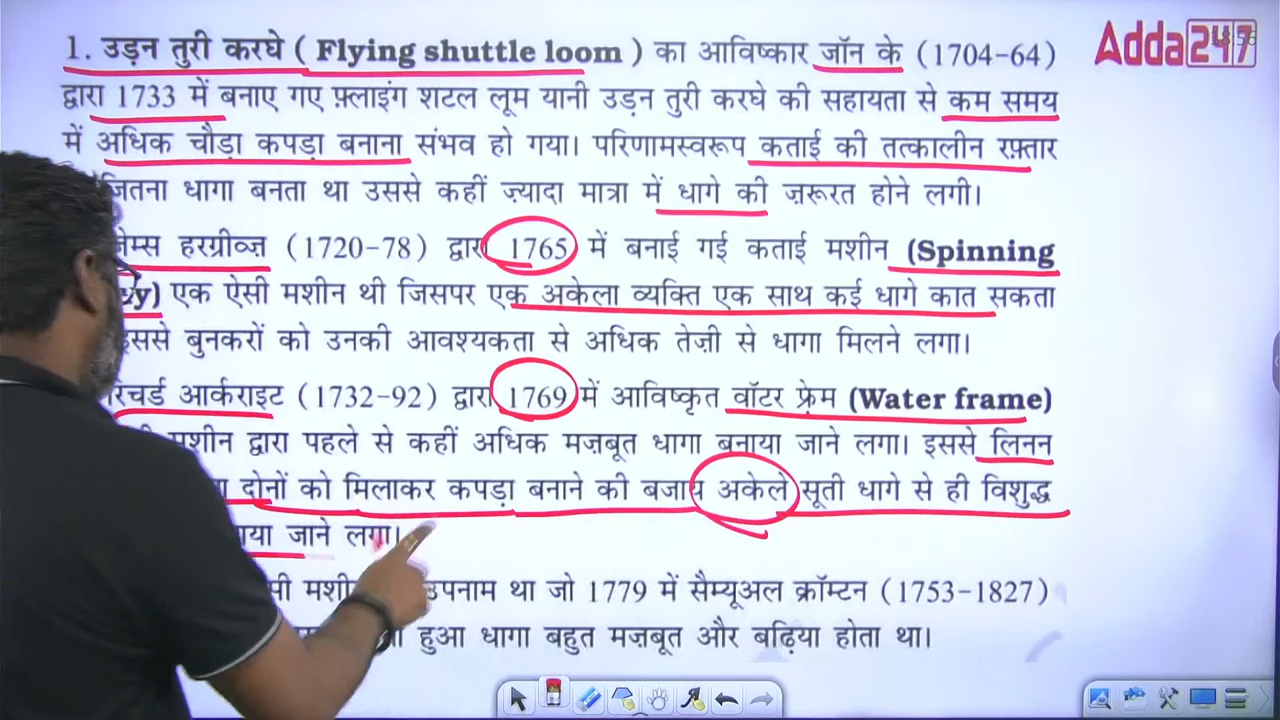 Adda247
1. उड़न तुरी करघे ( Flying shuttle loom ) का आविष्कार जॉन के (1704-64)
द्वारा 1733 में बनाए गए फ़्लाइंग शटल लूम यानी उड़न तुरी करघे की सहायता से कम समय
में अधिक चौड़ा कपड़ा बनाना संभव हो गया। परिणामस्वरूप कताई की तत्कालीन रफ़्तार
जितना धागा बनता था उससे कहीं ज़्यादा मात्रा में धागे की ज़रूरत होने लगी।
हरग्रीव्ज़ (1720-78) द्वारा 1765 में बनाई गई कताई मशीन (Spinning
एक ऐसी मशीन थी जिसपर एक अकेला व्यक्ति एक साथ कई धागे कात सकता
बुनकरों को उनकी आवश्यकता से अधिक तेज़ी से धागा मिलने लगा।
आर्कराइट (1732-92) द्वारा 1769 में आविष्कृत वॉटर फ़्रेम (Water frame)
मशीन द्वारा पहले से कहीं अधिक मज़बूत धागा बनाया जाने लगा। इससे लिनन
दोनों को मिलाकर कपड़ा बनाने की बजाय अकेले सूती धागे से ही विशुद्ध
जाने लगा।
उपनाम था जो 1779 में सैम्यूअल क्रॉम्टन (1753-1827)
हुआ धागा बहुत मज़बूत और बढ़िया होता था।